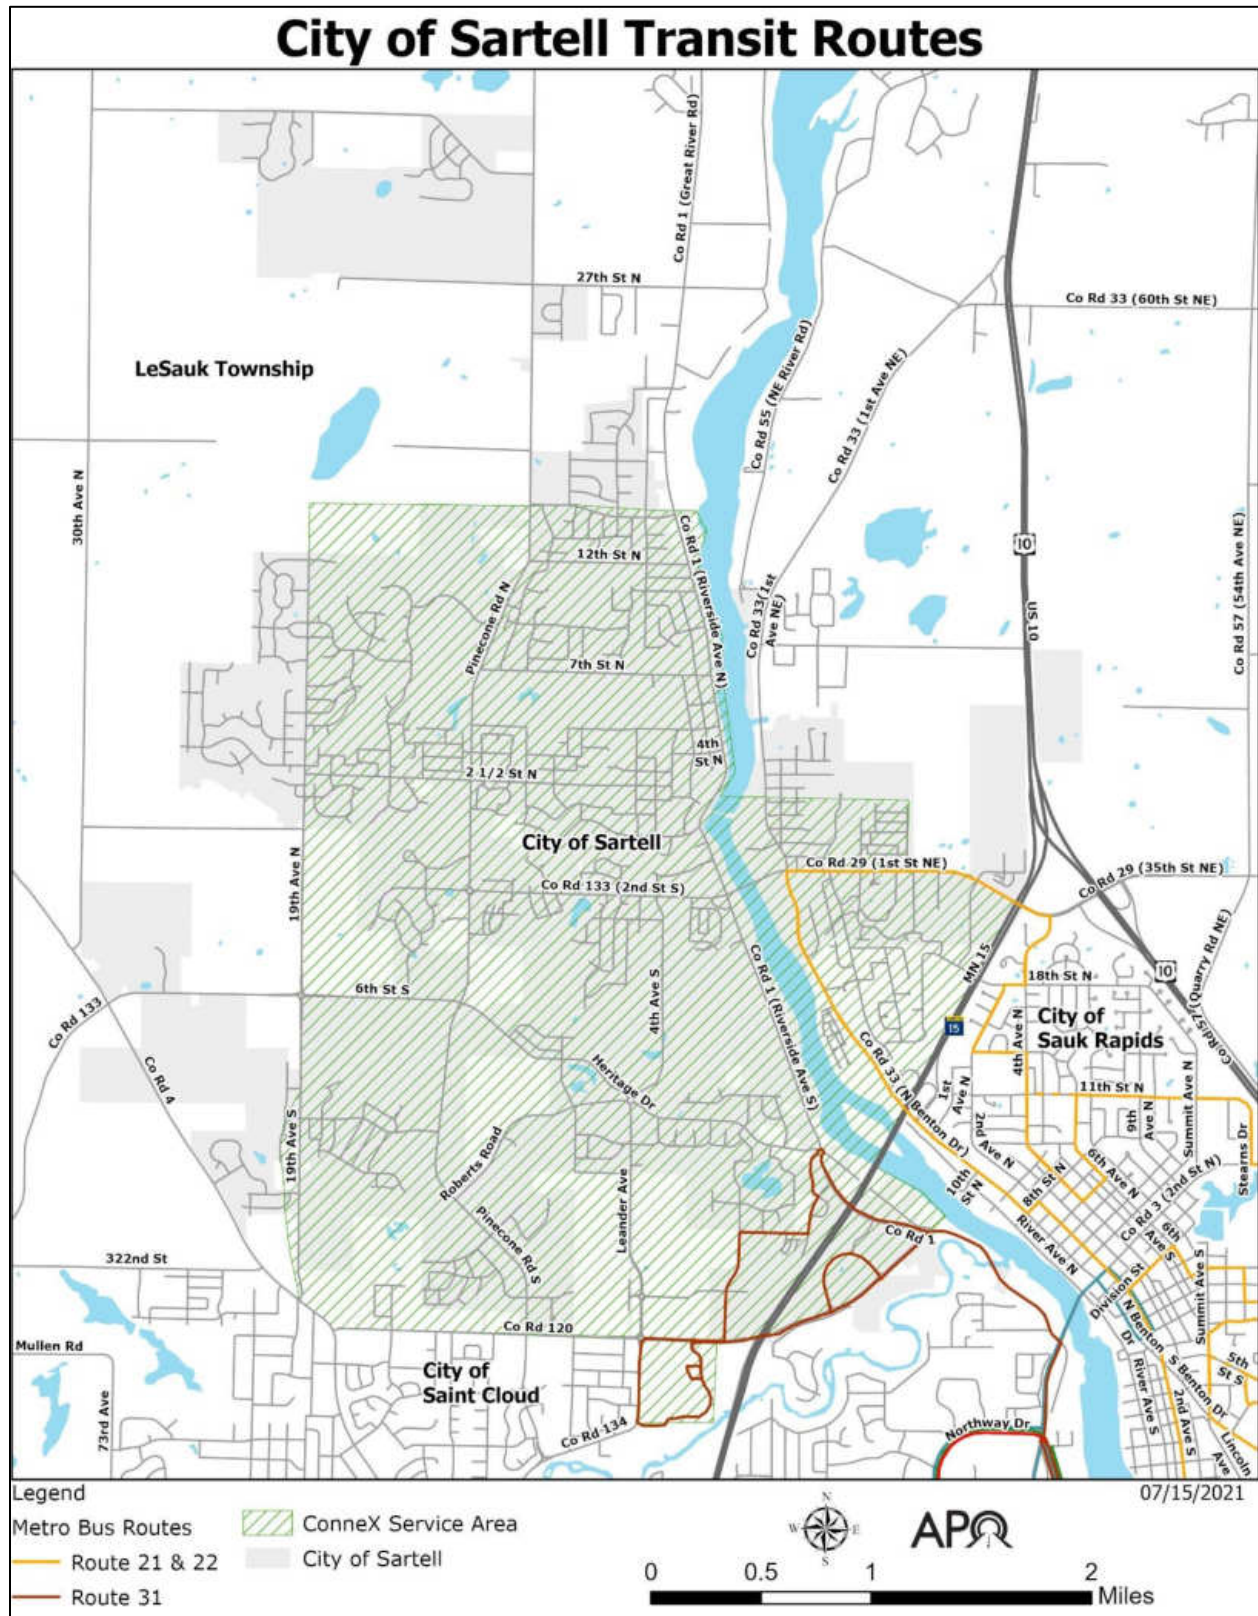 City of Sartell Transit Routes
Co Rd 1 (Great River Rd)
27th St N
Co Rd 33 (60th St NE)
LeSauk Township
Co Rd 55 (NE River Rd)
Co Rd 33 (1st Ave NE)
30th Ave N
Co Rd 1 (Riverside Ave N)
12th St N
10
Co Rd 57 (54th Ave NE)
Pinecone Rd N
Co Rd 33(1st
Ave NE)
US 10
7th St N
4th
St N
2 1/2 St N
City of Sartell
Co Rd 29 (1st St NE)
Co Rd 29 (35th St NE)
19th Ave N
Co Rd 133 (2nd St S)
Co Rd 57 (Quarry Rd NE)
MN 15
10
18th St N
6th St S
4th Ave S
Co Rd 1 (Riverside Ave S)
15
City of
Sauk Rapids
Co Rd 133
4th Ave N
Co Rd 4
Heritage Dr
Co Rd 33 (N Benton Dr)
1st
Ave N
11th St N
9th
Ave N
Summit Ave N
2nd Ave N
19th Ave S
Roberts Road
6th Ave N
Stearns Dr
10th
St N
8th St N
Co Rd 3 (2nd St N)
Leander Ave
Pinecone Rd S
Co Rd 1
River Ave N
6th
Ave S
322nd St
Division St
Summit Ave S
Co Rd 120
N Benton
Dr
Mullen Rd
City of
Saint Cloud
S Benton Dr
5th
St S
River Ave S
2nd Ave S
73rd Ave
Co Rd 134
Northway Dr
Lincoln
Ave
07/15/2021
Legend
Metro Bus Routes
Route 21 & 22
Route 31
ConneX Service Area
City of Sartell
N
W
E
S
APO
0
0.5
1
2
Miles